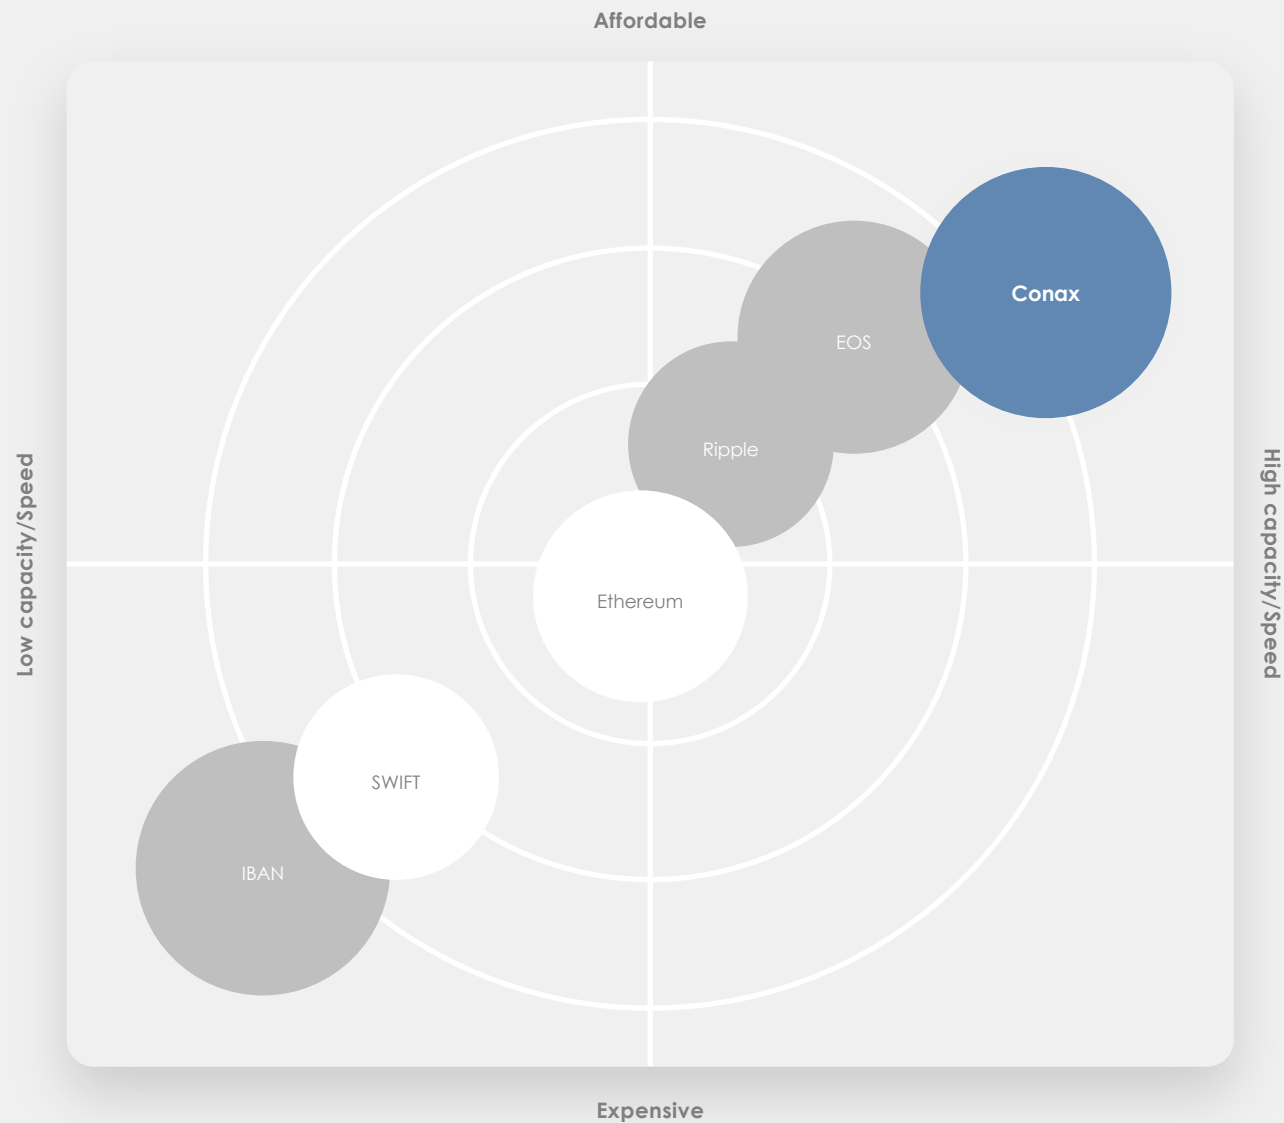 Affordable
Conax
EOS
Ripple
Low capacity/Speed
High capacity/Speed
Ethereum
SWIFT
IBAN
Expensive